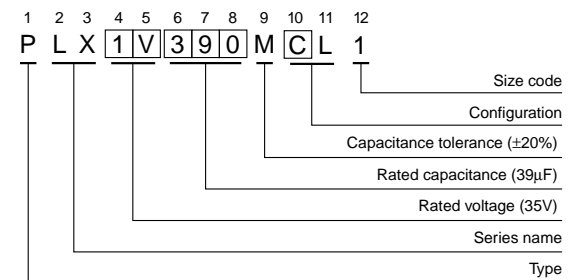 1 2 3 4 5 6 7 8 9 10 11 12
P L X 1 V 3 9 0 M C L 1
Size code
Configuration
Capacitance tolerance (±20%)
Rated capacitance (39μF)
Rated voltage (35V)
Series name
Type